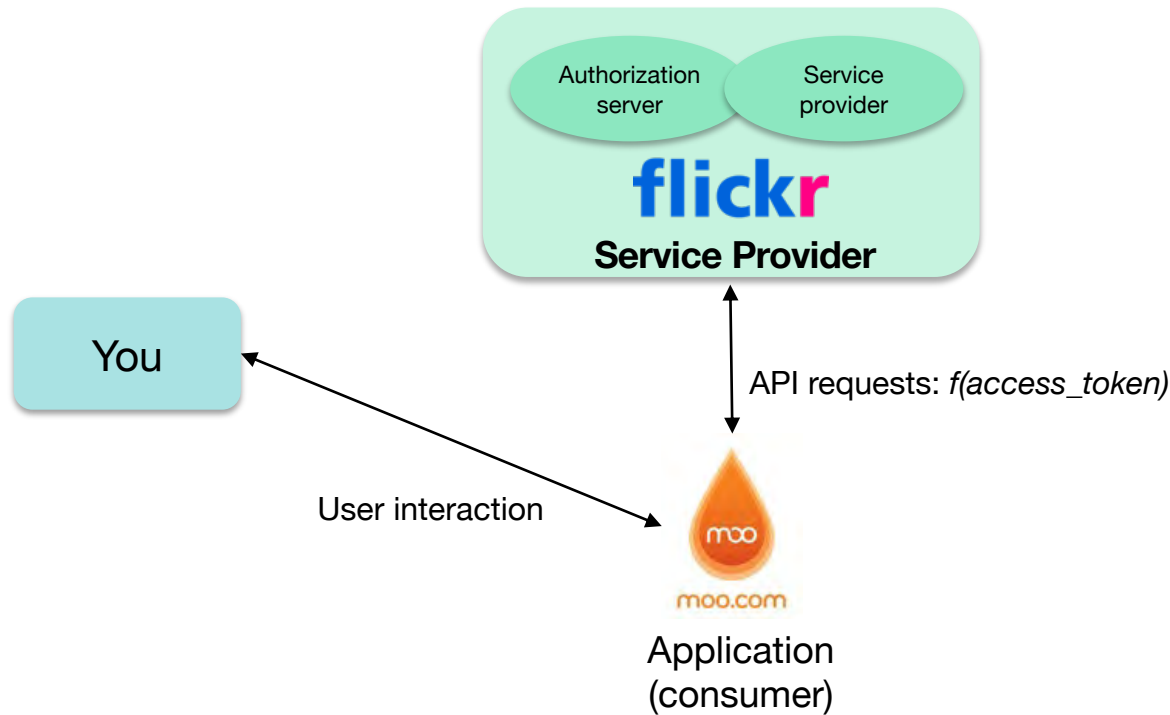 Authorization
server
Service
provider
flickr
Service Provider
You
API requests: f(access_token)
User interaction
moo
moo.com
Application
(consumer)